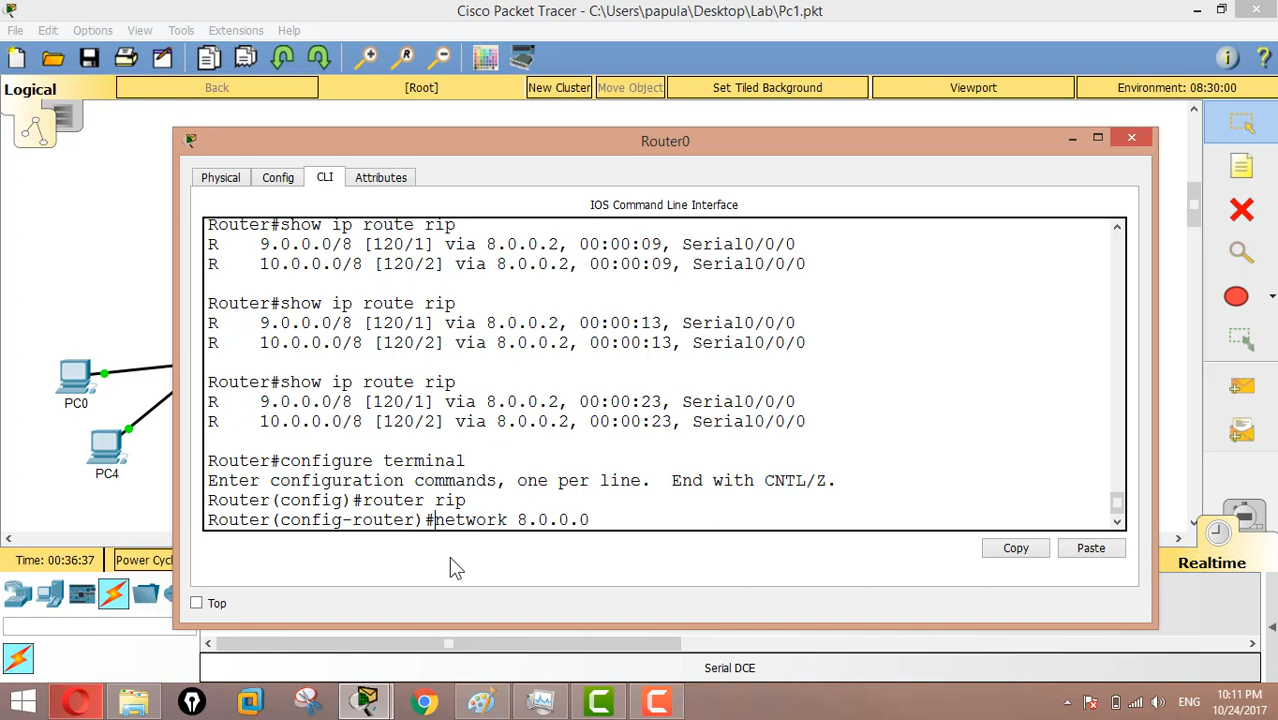 Cisco Packet Tracer - C:\Users\papula\Desktop\Lab\Pc1.pkt
File Edit Options View Tools Extensions Help
Logical Back [Root] New Cluster Move Object Set Tiled Background Viewport Environment: 08:30:00
Router0
Physical Config CLI Attributes
IOS Command Line Interface
Router#show ip route rip
R 9.0.0.0/8 [120/1] via 8.0.0.2, 00:00:09, Serial0/0/0
R 10.0.0.0/8 [120/2] via 8.0.0.2, 00:00:09, Serial0/0/0
Router#show ip route rip
R 9.0.0.0/8 [120/1] via 8.0.0.2, 00:00:13, Serial0/0/0
R 10.0.0.0/8 [120/2] via 8.0.0.2, 00:00:13, Serial0/0/0
Router#show ip route rip
R 9.0.0.0/8 [120/1] via 8.0.0.2, 00:00:23, Serial0/0/0
R 10.0.0.0/8 [120/2] via 8.0.0.2, 00:00:23, Serial0/0/0
Router#configure terminal
Enter configuration commands, one per line. End with CNTL/Z.
Router(config)#router rip
Router(config-router)#network 8.0.0.0
PC0
PC4
Copy Paste
Time: 00:36:37 Power Cycl
Realtime
Top
Serial DCE
ENG
10:11 PM
10/24/2017